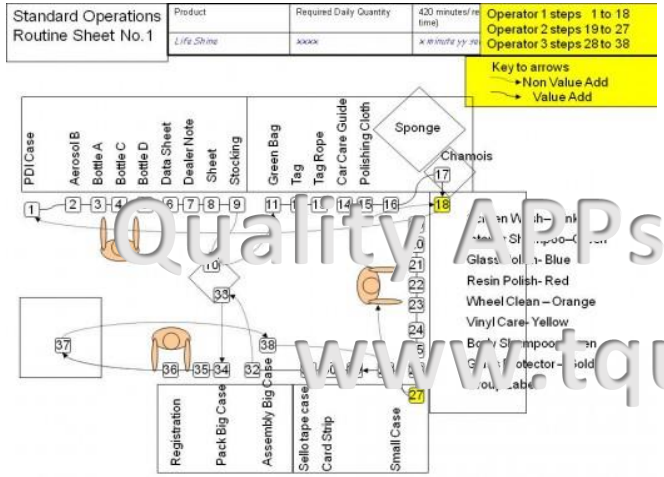 Standard Operations
Routine Sheet No.1
Product
Required Daily Quantity
420 minutes/
time)
Life Shine
xxxx
x minute yy
Operator 1 steps 1 to 18
Operator 2 steps 19 to 27
Operator 3 steps 28 to 38
Key to arrows
Non Value Add
Value Add
PDI Case
Aerosol B
Bottle A
Bottle C
Bottle D
Data Sheet
Dealer Note
Sheet
Stocking
Green Bag
Tag
Tag Rope
Car Care Guide
Polishing Cloth
Sponge
Chamois
17
1
2
3
4
6
7
8
9
11
14
15
16
18
Quality APPs
10
33
21
22
23
24
Glass Polish- Blue
Resin Polish- Red
Wheel Clean – Orange
Vinyl Care- Yellow
37
38
36
35
34
32
27
www.tqu
Registration
Pack Big Case
Assembly Big Case
Sellotape case
Card Strip
Small Case